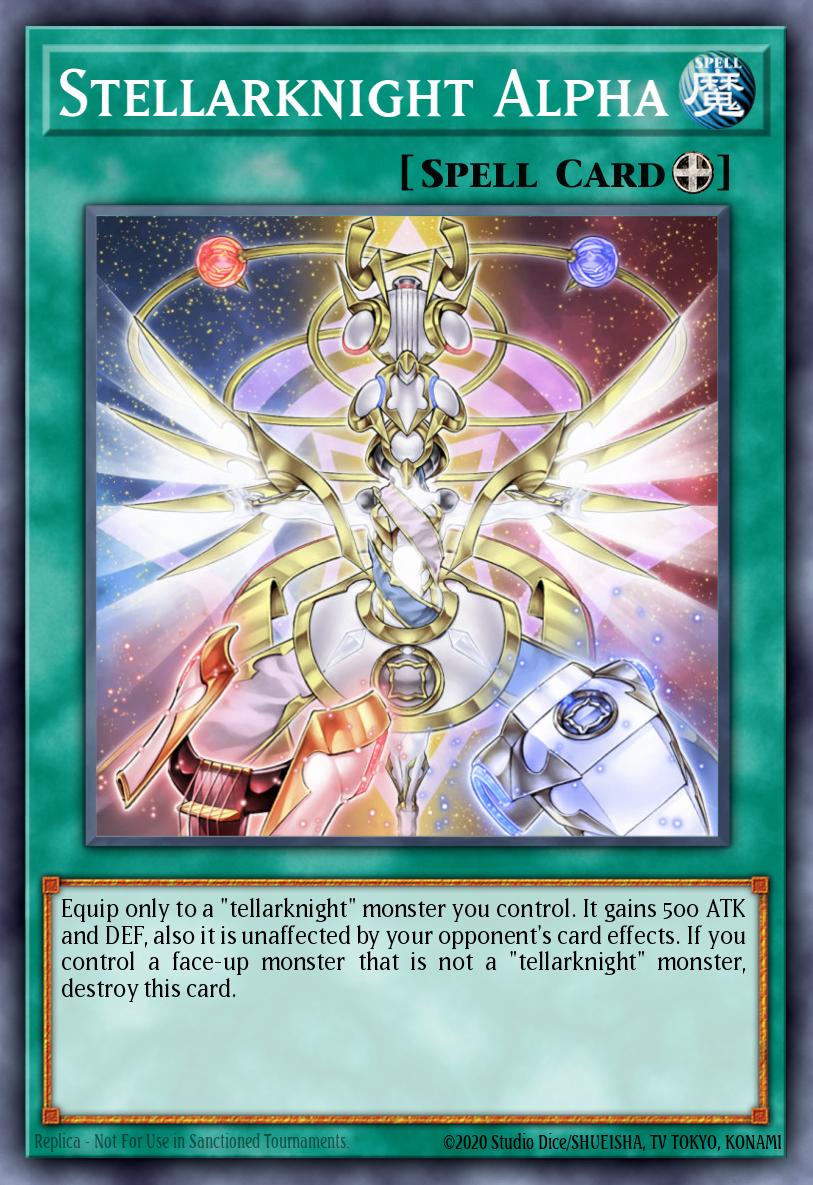 Stellarknight Alpha
SPELL
魔
[Spell Card]
Equip only to a "tellarknight" monster you control. It gains 500 ATK
and DEF, also it is unaffected by your opponent's card effects. If you
control a face-up monster that is not a "tellarknight" monster,
destroy this card.
Replica - Not For Use in Sanctioned Tournaments.
©2020 Studio Dice/SHUEISHA, TV TOKYO, KONAMI